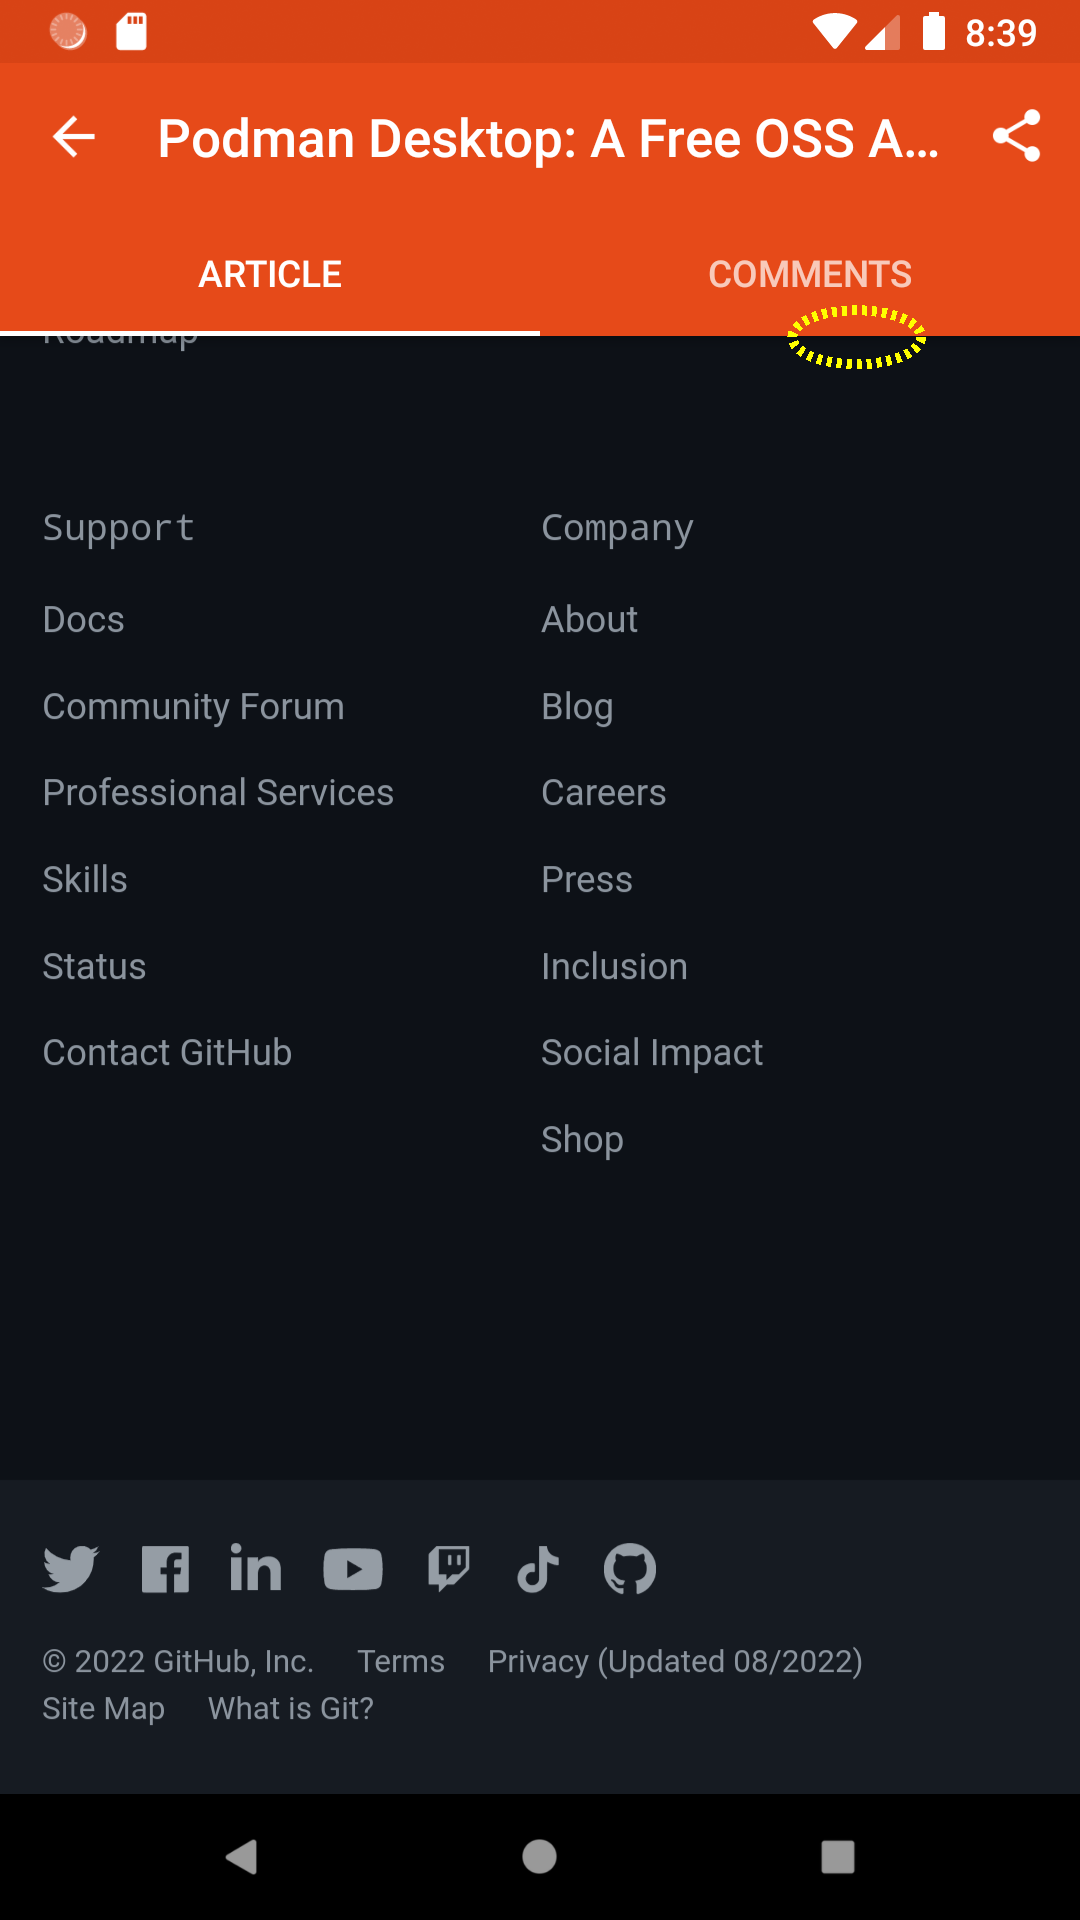 8:39
Podman Desktop: A Free OSS A...
ARTICLE COMMENTS
Roadmap
Support Company
Docs About
Community Forum Blog
Professional Services Careers
Skills Press
Status Inclusion
Contact GitHub Social Impact
Shop
© 2022 GitHub, Inc. Terms Privacy (Updated 08/2022)
Site Map What is Git?